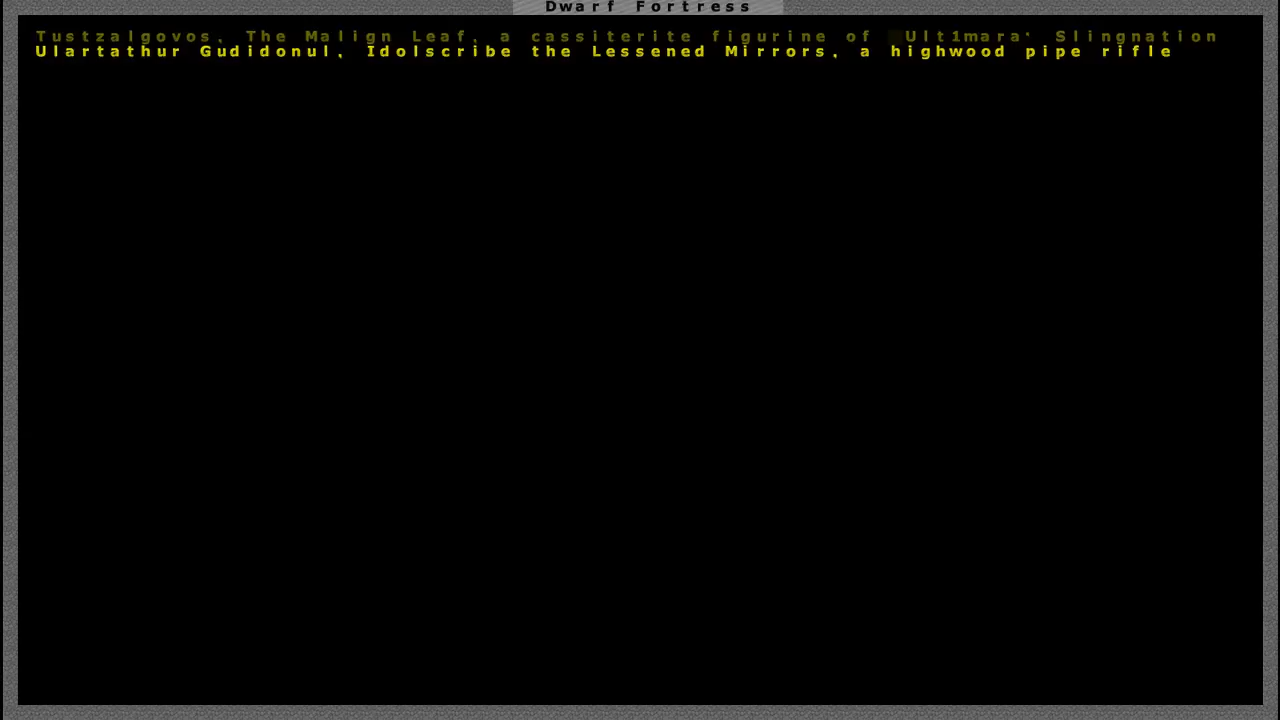 Dwarf Fortress
Tustzalgovos, The Malign Leaf, a cassiterite figurine of Ult1mara' Slingnation
Ulartathur Gudidonul, Idolscribe the Lessened Mirrors, a highwood pipe rifle